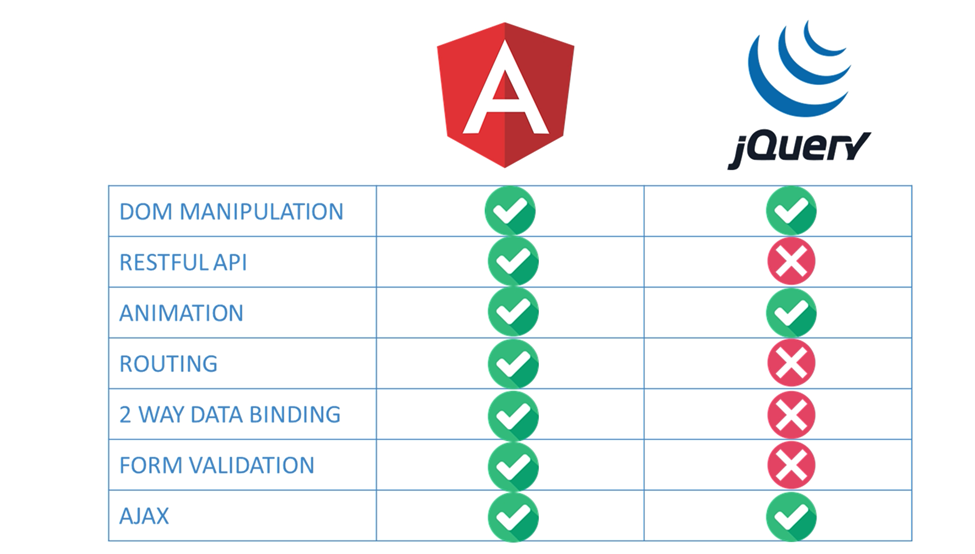 A
jQuery
DOM MANIPULATION
RESTFUL API
ANIMATION
ROUTING
2 WAY DATA BINDING
FORM VALIDATION
AJAX